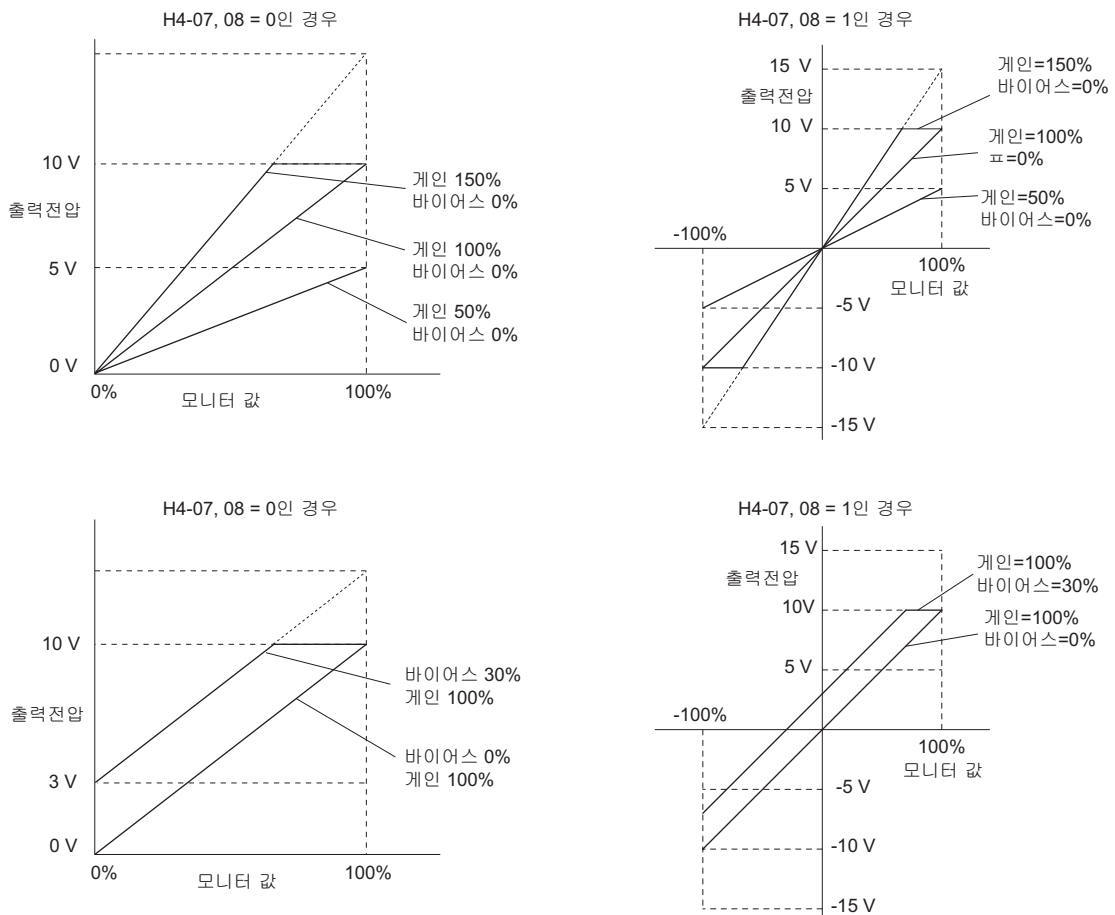 H4-07, 08 = 0인 경우
10 V
출력전압
5 V
0 V
0%
100%
모니터 값
게인 150%
바이어스 0%
게인 100%
바이어스 0%
게인 50%
바이어스 0%
H4-07, 08 = 1인 경우
15 V
출력전압
10 V
5 V
-100%
100%
모니터 값
-5 V
-10 V
-15 V
게인=150%
바이어스=0%
게인=100%
ㅍ=0%
게인=50%
바이어스=0%
H4-07, 08 = 0인 경우
10 V
출력전압
3 V
0 V
0%
100%
모니터 값
바이어스 30%
게인 100%
바이어스 0%
게인 100%
H4-07, 08 = 1인 경우
15 V
출력전압
10V
5 V
-100%
100%
모니터 값
-5 V
-10 V
-15 V
게인=100%
바이어스=30%
게인=100%
바이어스=0%